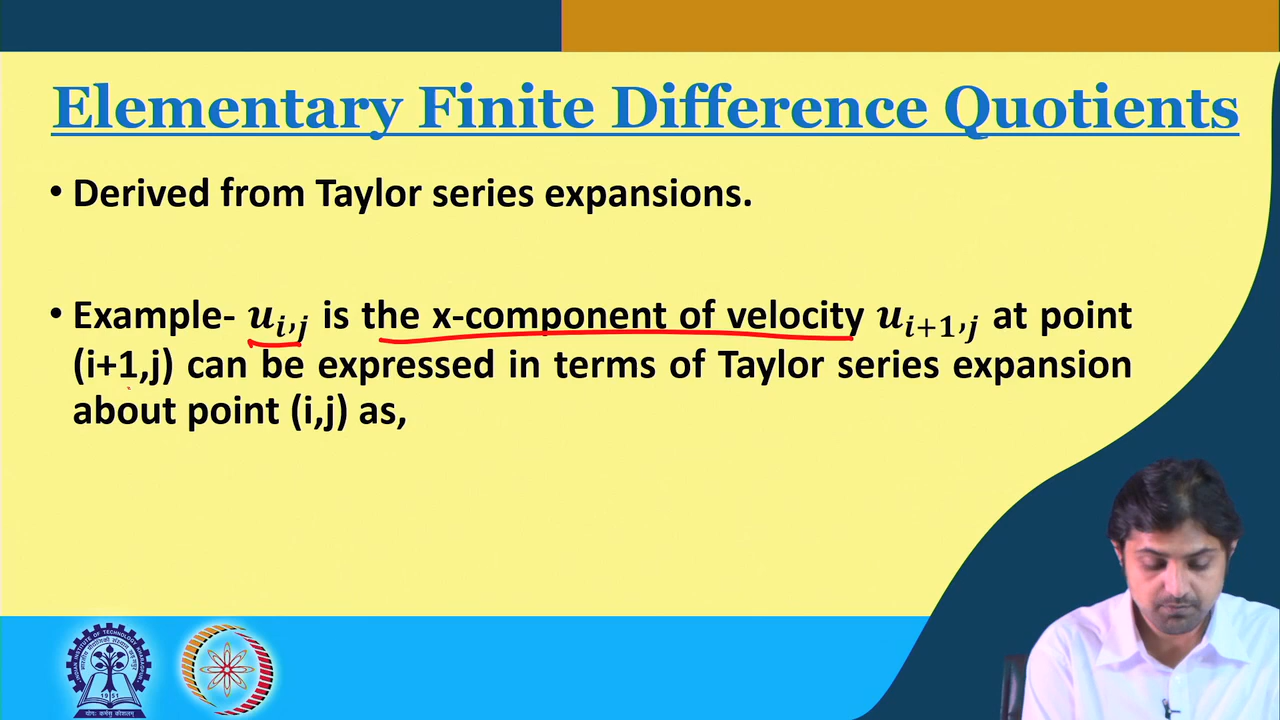 Elementary Finite Difference Quotients
• Derived from Taylor series expansions.
• Example- u_{i,j} is the x-component of velocity u_{i+1,j} at point
(i+1,j) can be expressed in terms of Taylor series expansion
about point (i,j) as,
1951